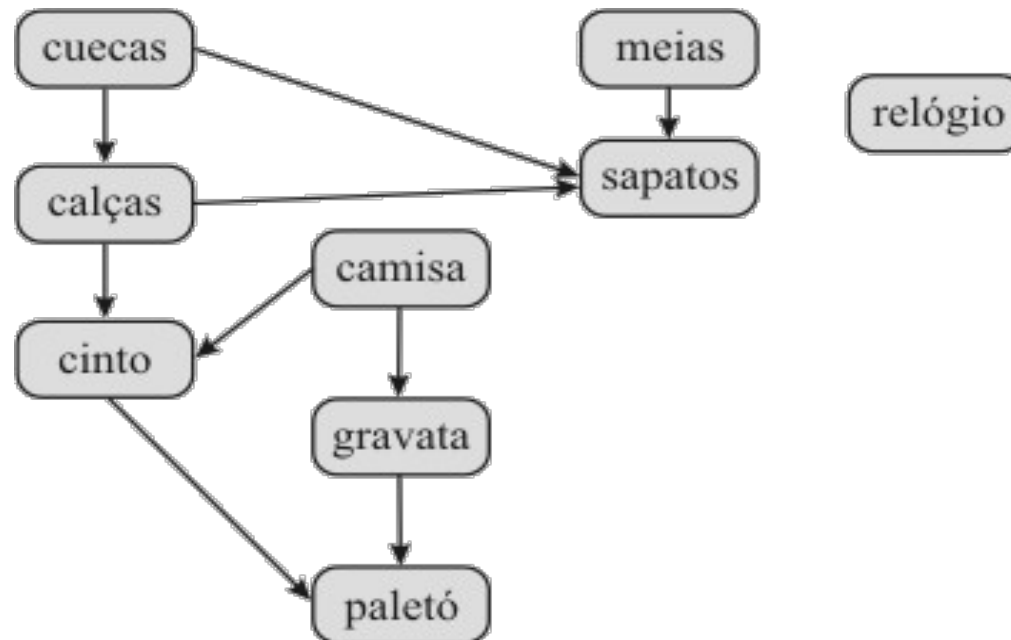 cuecas
meias
relógio
calças
sapatos
camisa
cinto
gravata
paletó